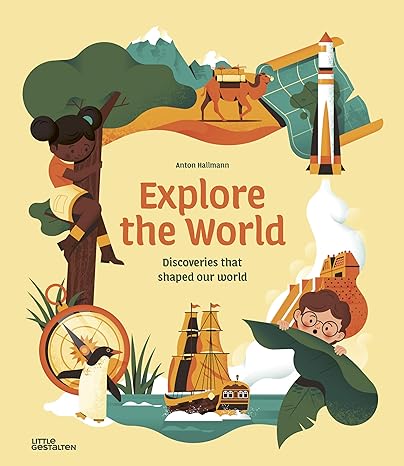 Anton Hallmann
Explore
the World
Discoveries that
shaped our world
LITTLE
GESTALTEN